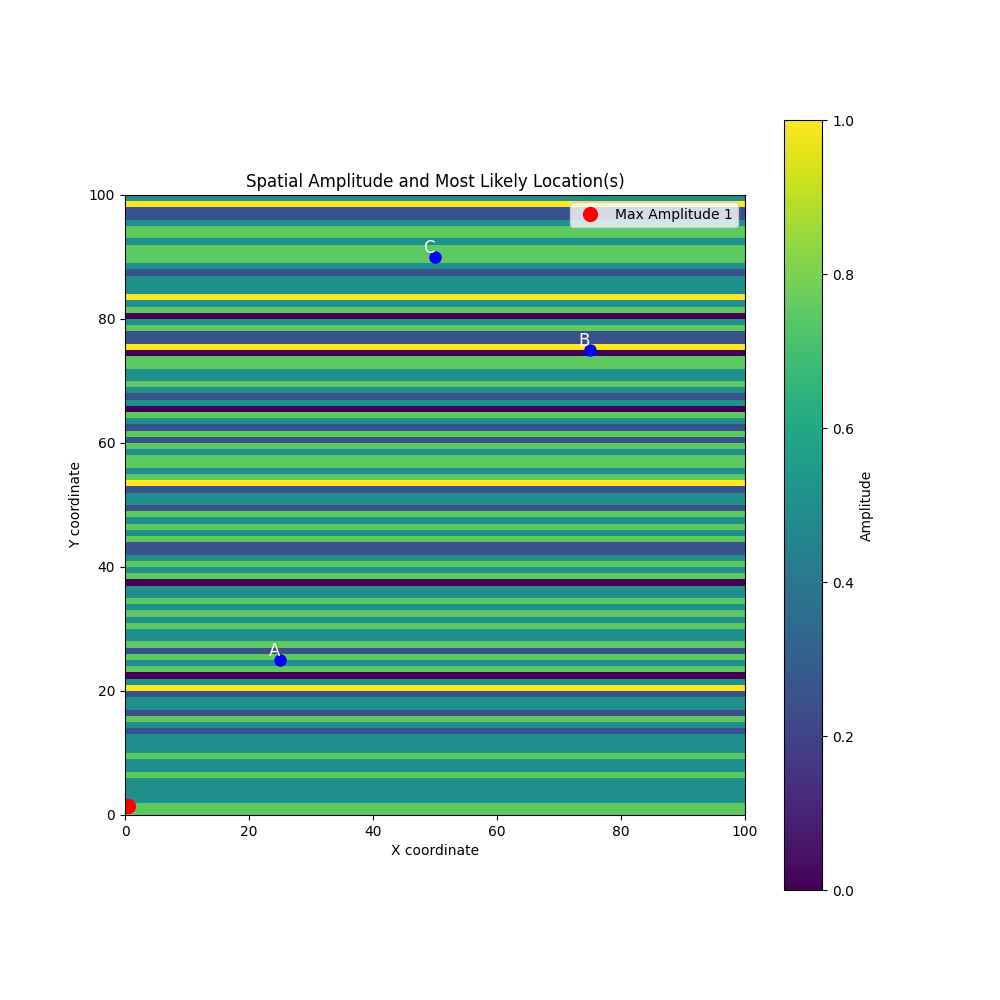 Spatial Amplitude and Most Likely Location(s)
Max Amplitude 1
C
B
A
Y coordinate
100
80
60
40
20
0
0 20 40 60 80 100
X coordinate
1.0
0.8
0.6
0.4
0.2
0.0
Amplitude